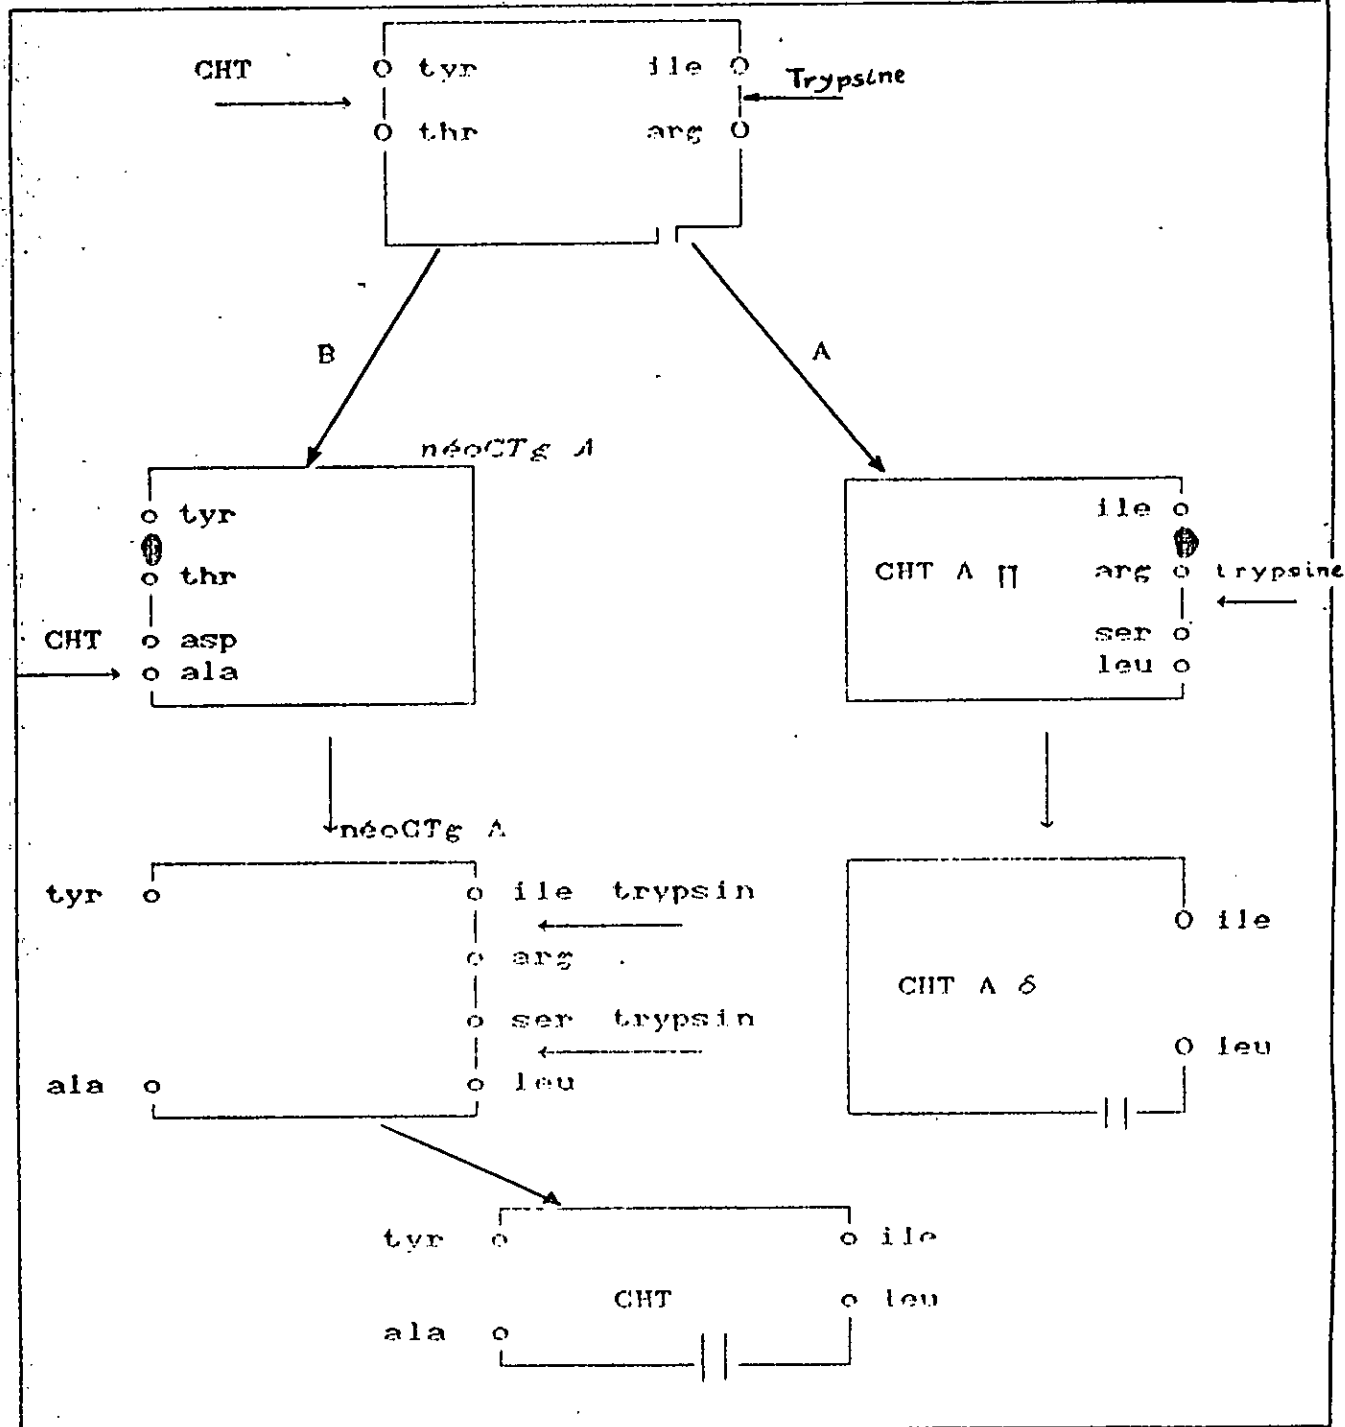 CHT tyr ile Trypsine
thr arg
B A
néoCTg A
tyr ile
thr CHT A Π arg trypsine
CHT asp ser
ala leu
néoCTg A
tyr ile trypsin
arg ile
CHT A δ
ser trypsin
leu
ala leu
tyr ile
CHT leu
ala